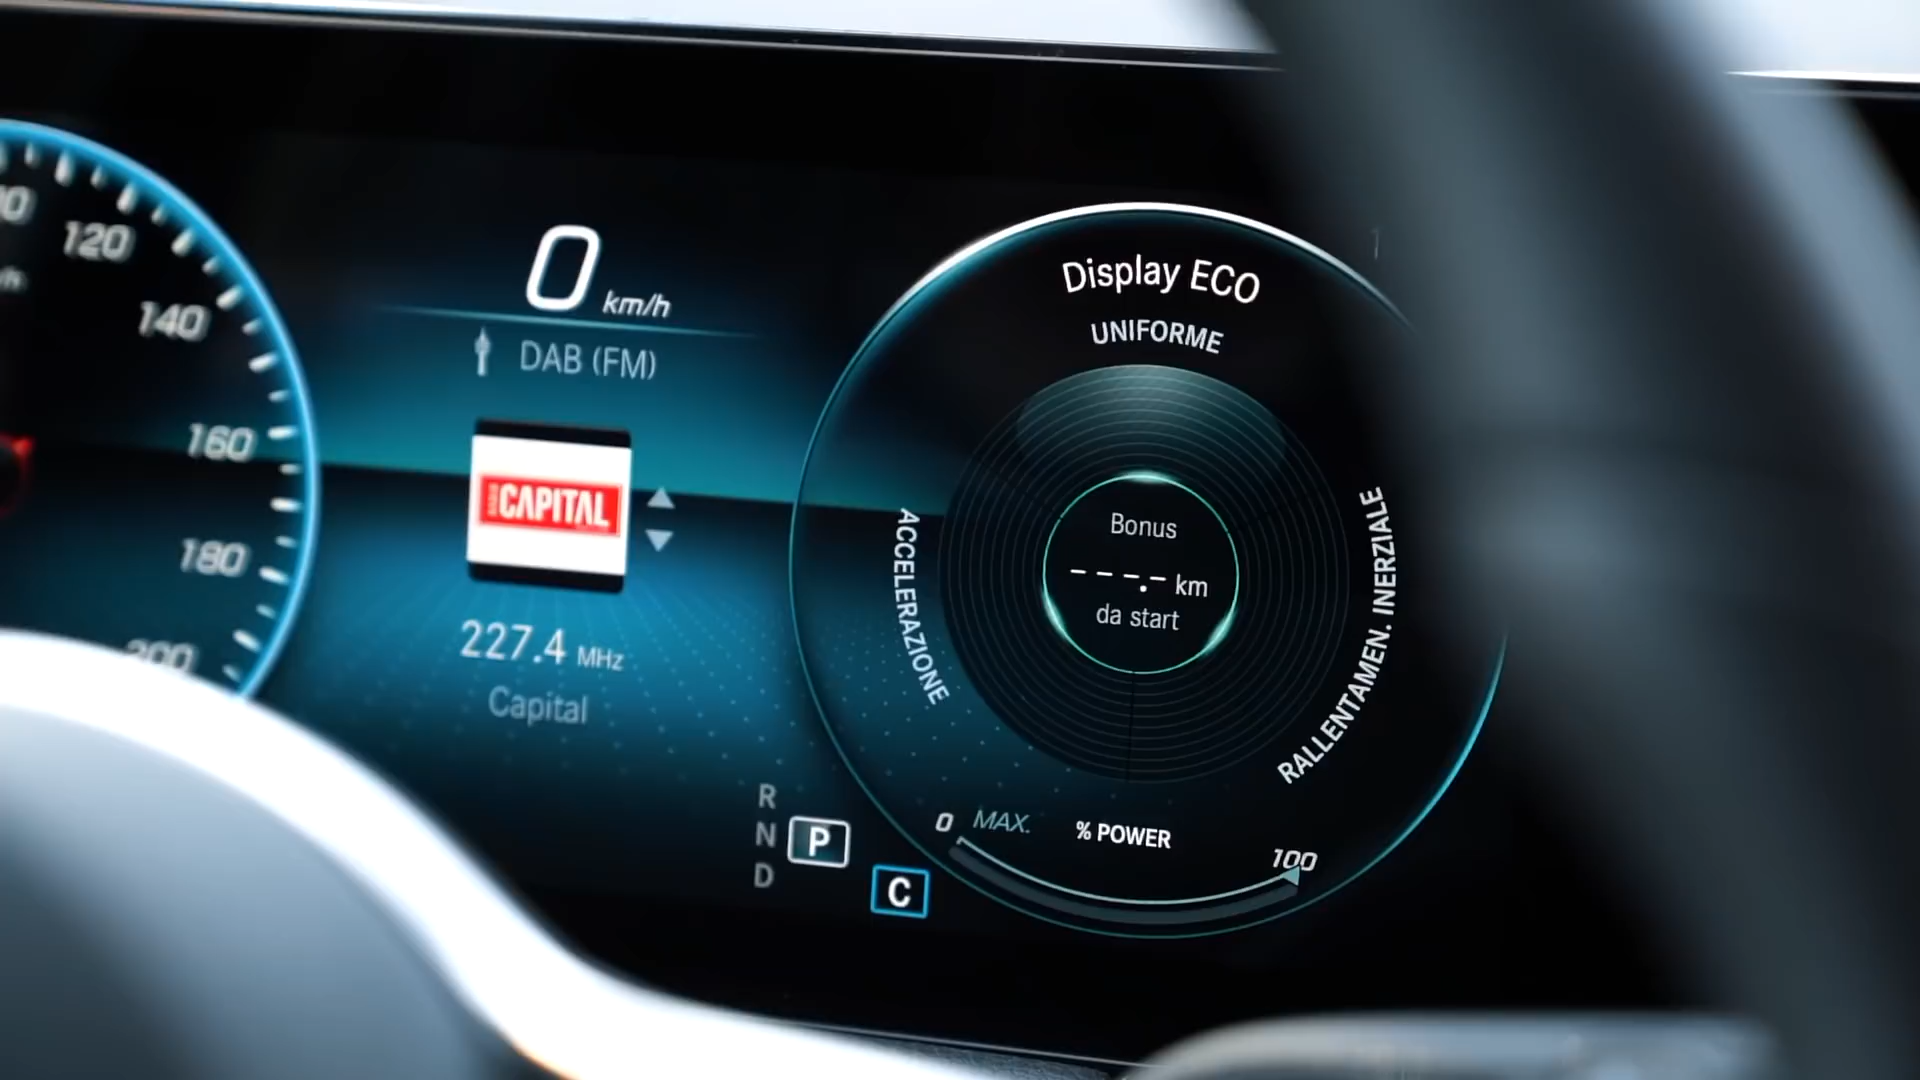 120
140
160
180
200
0 km/h
DAB (FM)
CAPITAL
227.4 MHz
Capital
R
N
D
P
C
Display ECO
UNIFORME
ACCELERAZIONE
RALLENTAMEN. INERZIALE
Bonus
---.- km
da start
0 MAX.
% POWER
100